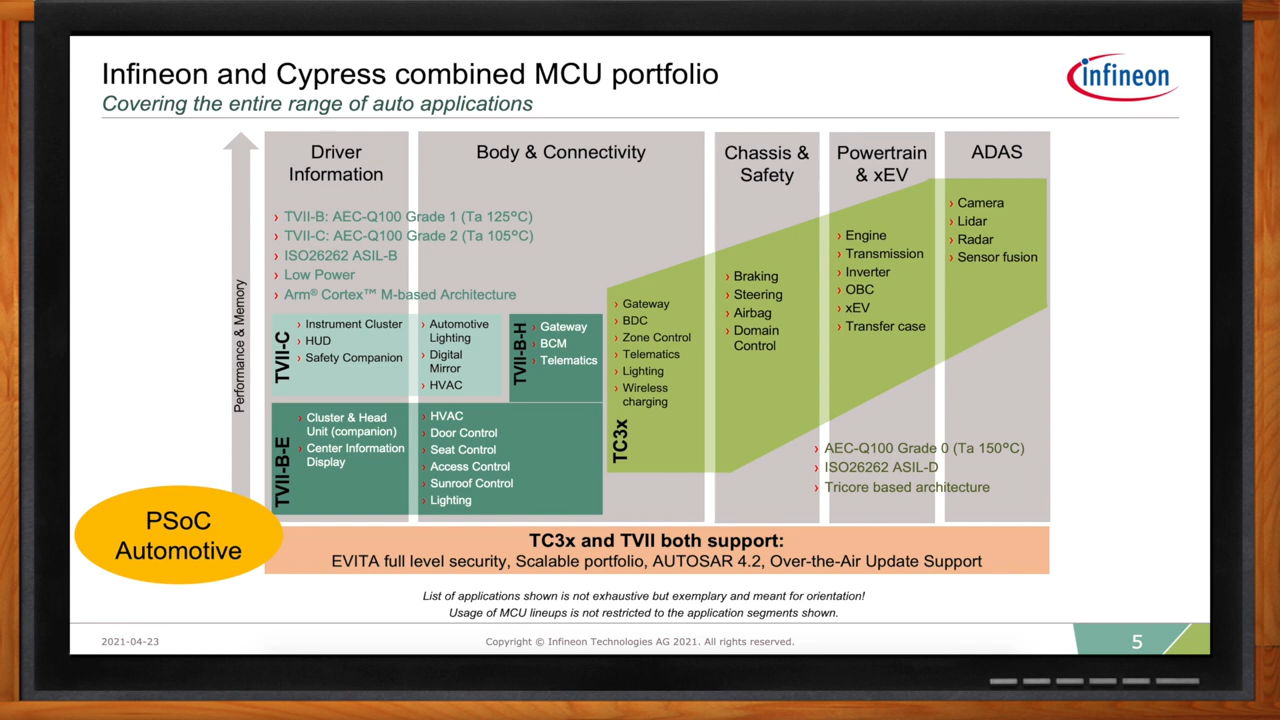 Infineon and Cypress combined MCU portfolio
Covering the entire range of auto applications
infineon
Performance & Memory
Driver
Information
Body & Connectivity
Chassis &
Safety
Powertrain
& xEV
ADAS
› TVII-B: AEC-Q100 Grade 1 (Ta 125°C)
› TVII-C: AEC-Q100 Grade 2 (Ta 105°C)
› ISO26262 ASIL-B
› Low Power
› Arm® Cortex™ M-based Architecture
TVII-C
› Instrument Cluster
› HUD
› Safety Companion
› Automotive
Lighting
› Digital
Mirror
› HVAC
TVII-B-H
› Gateway
› BCM
› Telematics
TVII-B-E
› Cluster & Head
Unit (companion)
› Center Information
Display
› HVAC
› Door Control
› Seat Control
› Access Control
› Sunroof Control
› Lighting
TC3x
› Gateway
› BDC
› Zone Control
› Telematics
› Lighting
› Wireless
charging
› Braking
› Steering
› Airbag
› Domain
Control
› Engine
› Transmission
› Inverter
› OBC
› xEV
› Transfer case
› Camera
› Lidar
› Radar
› Sensor fusion
› AEC-Q100 Grade 0 (Ta 150°C)
› ISO26262 ASIL-D
› Tricore based architecture
PSoC
Automotive
TC3x and TVII both support:
EVITA full level security, Scalable portfolio, AUTOSAR 4.2, Over-the-Air Update Support
List of applications shown is not exhaustive but exemplary and meant for orientation!
Usage of MCU lineups is not restricted to the application segments shown.
2021-04-23
Copyright © Infineon Technologies AG 2021. All rights reserved.
5